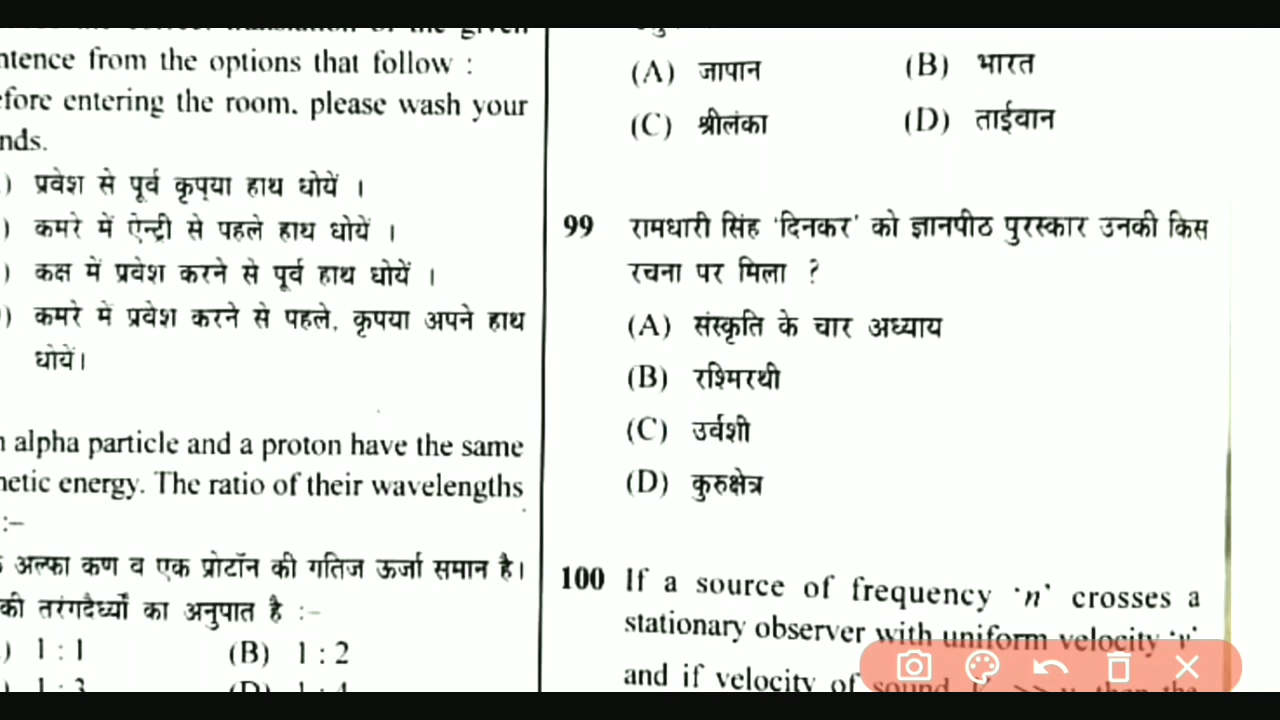 ntence from the options that follow :
efore entering the room. please wash your
nds.
) प्रवेश से पूर्व कृप्या हाथ धोयें ।
) कमरे में ऐन्ट्री से पहले हाथ धोयें ।
) कक्ष में प्रवेश करने से पूर्व हाथ धोयें ।
) कमरे में प्रवेश करने से पहले, कृपया अपने हाथ
धोयें।
alpha particle and a proton have the same
netic energy. The ratio of their wavelengths
:–
अल्फा कण व एक प्रोटॉन की गतिज ऊर्जा समान है।
की तरंगदैर्ध्यों का अनुपात है :–
) 1 : 1 (B) 1 : 2
(A) जापान (B) भारत
(C) श्रीलंका (D) ताईवान
99 रामधारी सिंह 'दिनकर' को ज्ञानपीठ पुरस्कार उनकी किस
रचना पर मिला ?
(A) संस्कृति के चार अध्याय
(B) रश्मिरथी
(C) उर्वशी
(D) कुरुक्षेत्र
100 If a source of frequency 'n' crosses a
stationary observer with uniform velocity 'v'
and if velocity of sound